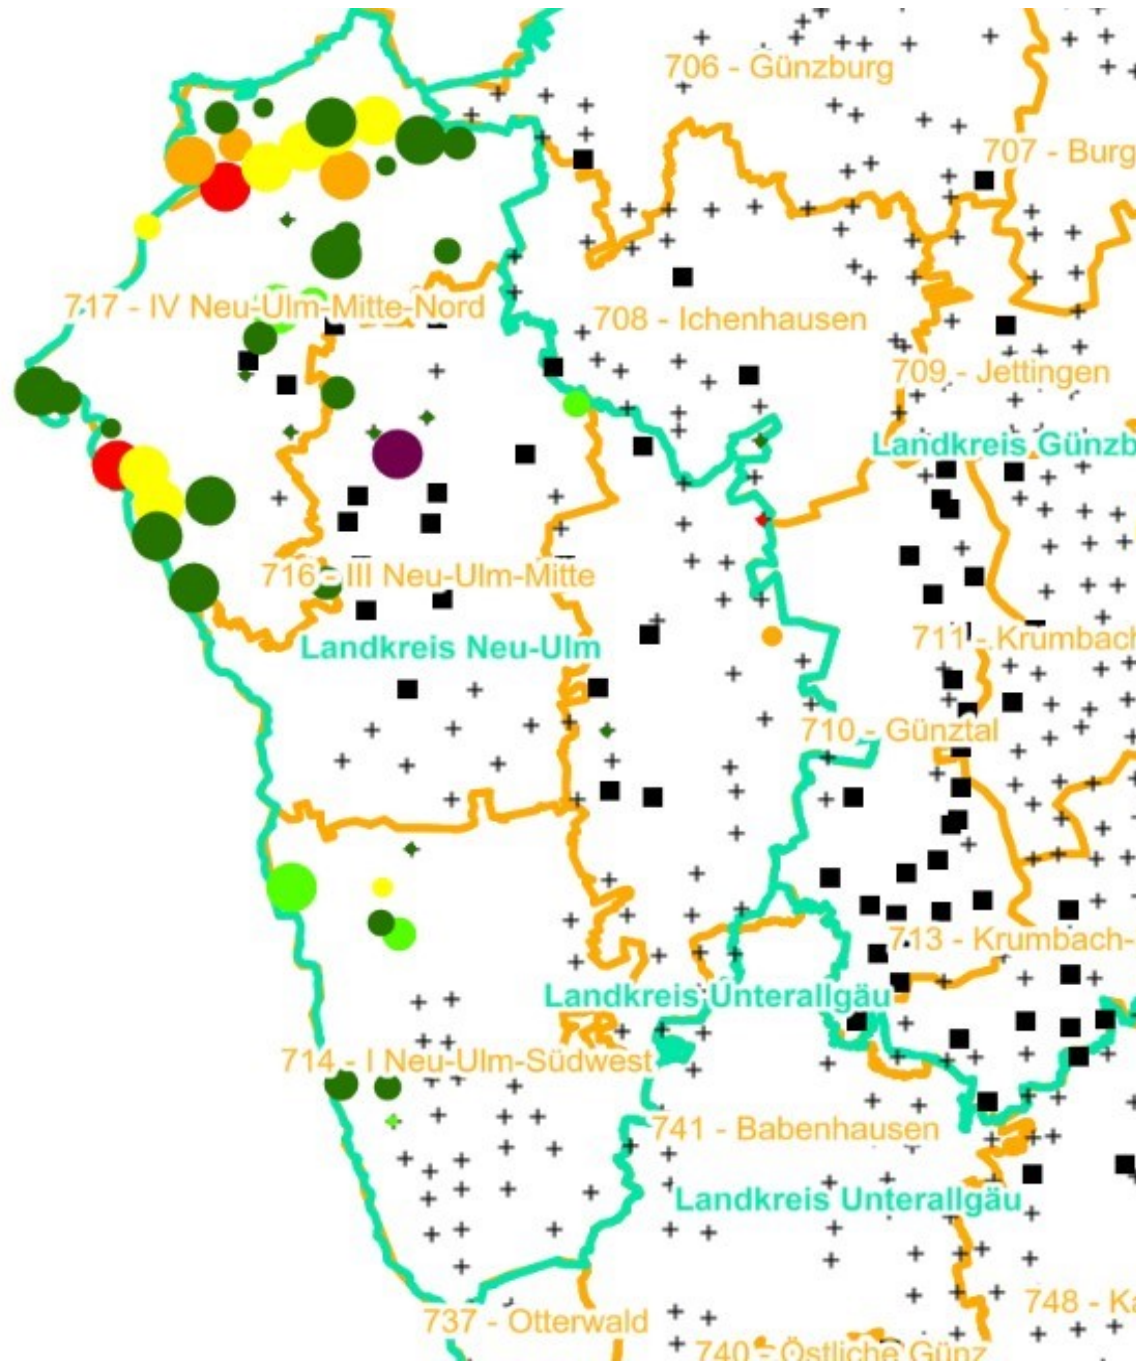 706 - Günzburg
707 - Burg
717 - IV Neu-Ulm-Mitte-Nord
708 - Ichenhausen
709 - Jettingen
Landkreis Günzb
716 - III Neu-Ulm-Mitte
711 - Krumbach
Landkreis Neu-Ulm
710 - Günztal
713 - Krumbach-
Landkreis Unterallgäu
714 - I Neu-Ulm-Südwest
741 - Babenhausen
Landkreis Unterallgäu
748 - Ka
737 - Otterwald
740 - Östliche Günz